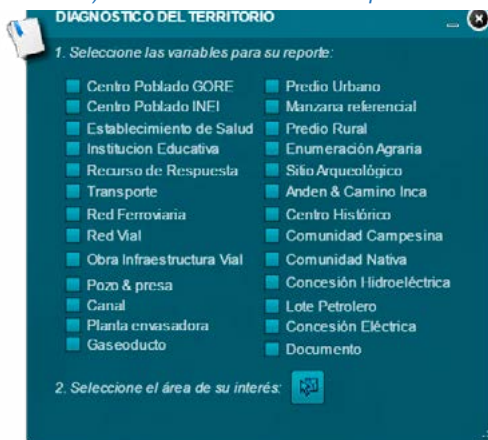 DIAGNOSTICO DEL TERRITORIO
1. Seleccione las variables para su reporte:
Centro Poblado GORE
Centro Poblado INEI
Establecimiento de Salud
Institucion Educativa
Recurso de Respuesta
Transporte
Red Ferroviaria
Red Vial
Obra Infraestructura Vial
Pozo & presa
Canal
Planta envasadora
Gaseoducto
Predio Urbano
Manzana referencial
Predio Rural
Enumeración Agraria
Sitio Arqueológico
Anden & Camino Inca
Centro Histórico
Comunidad Campesina
Comunidad Nativa
Concesión Hidroeléctrica
Lote Petrolero
Concesión Eléctrica
Documento
2. Seleccione el área de su interés: